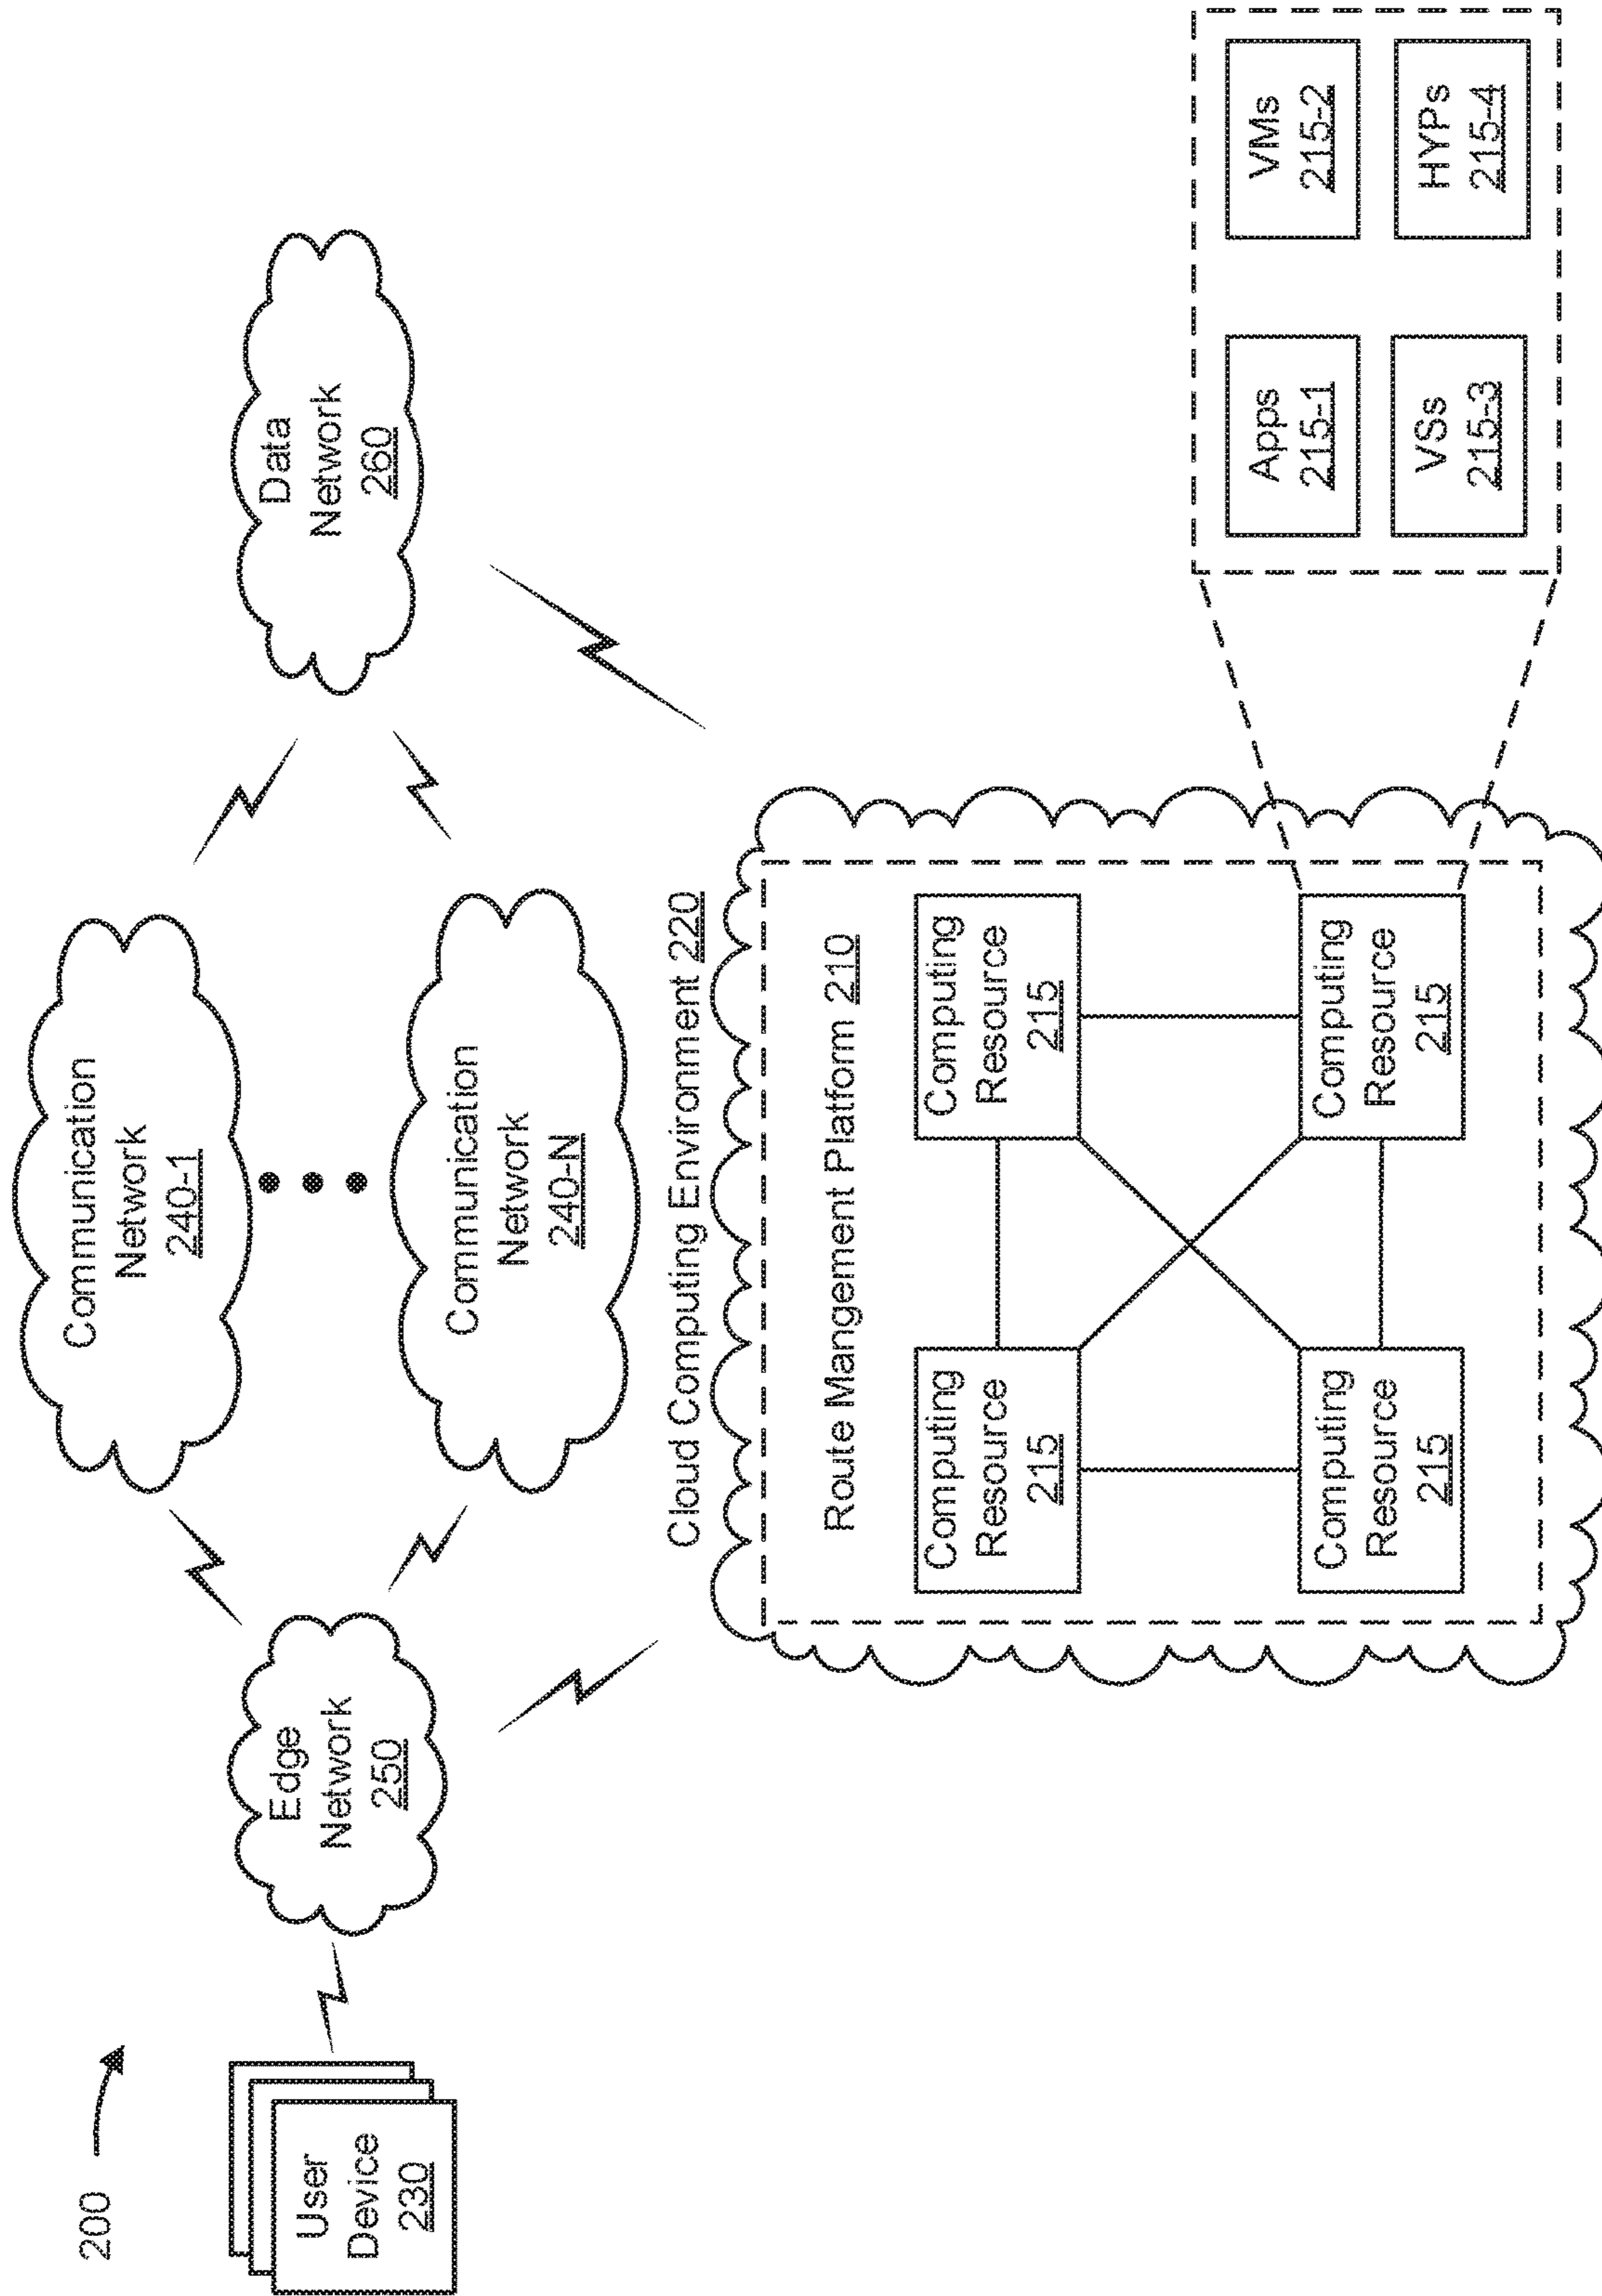 200
User
Device
230
Edge
Network
250
Communication
Network
240-1
Communication
Network
240-N
Data
Network
260
Cloud Computing Environment 220
Route Mangement Platform 210
Computing
Resource
215
Computing
Resource
215
Computing
Resource
215
Computing
Resource
215
Apps
215-1
VMs
215-2
VSs
215-3
HYPs
215-4